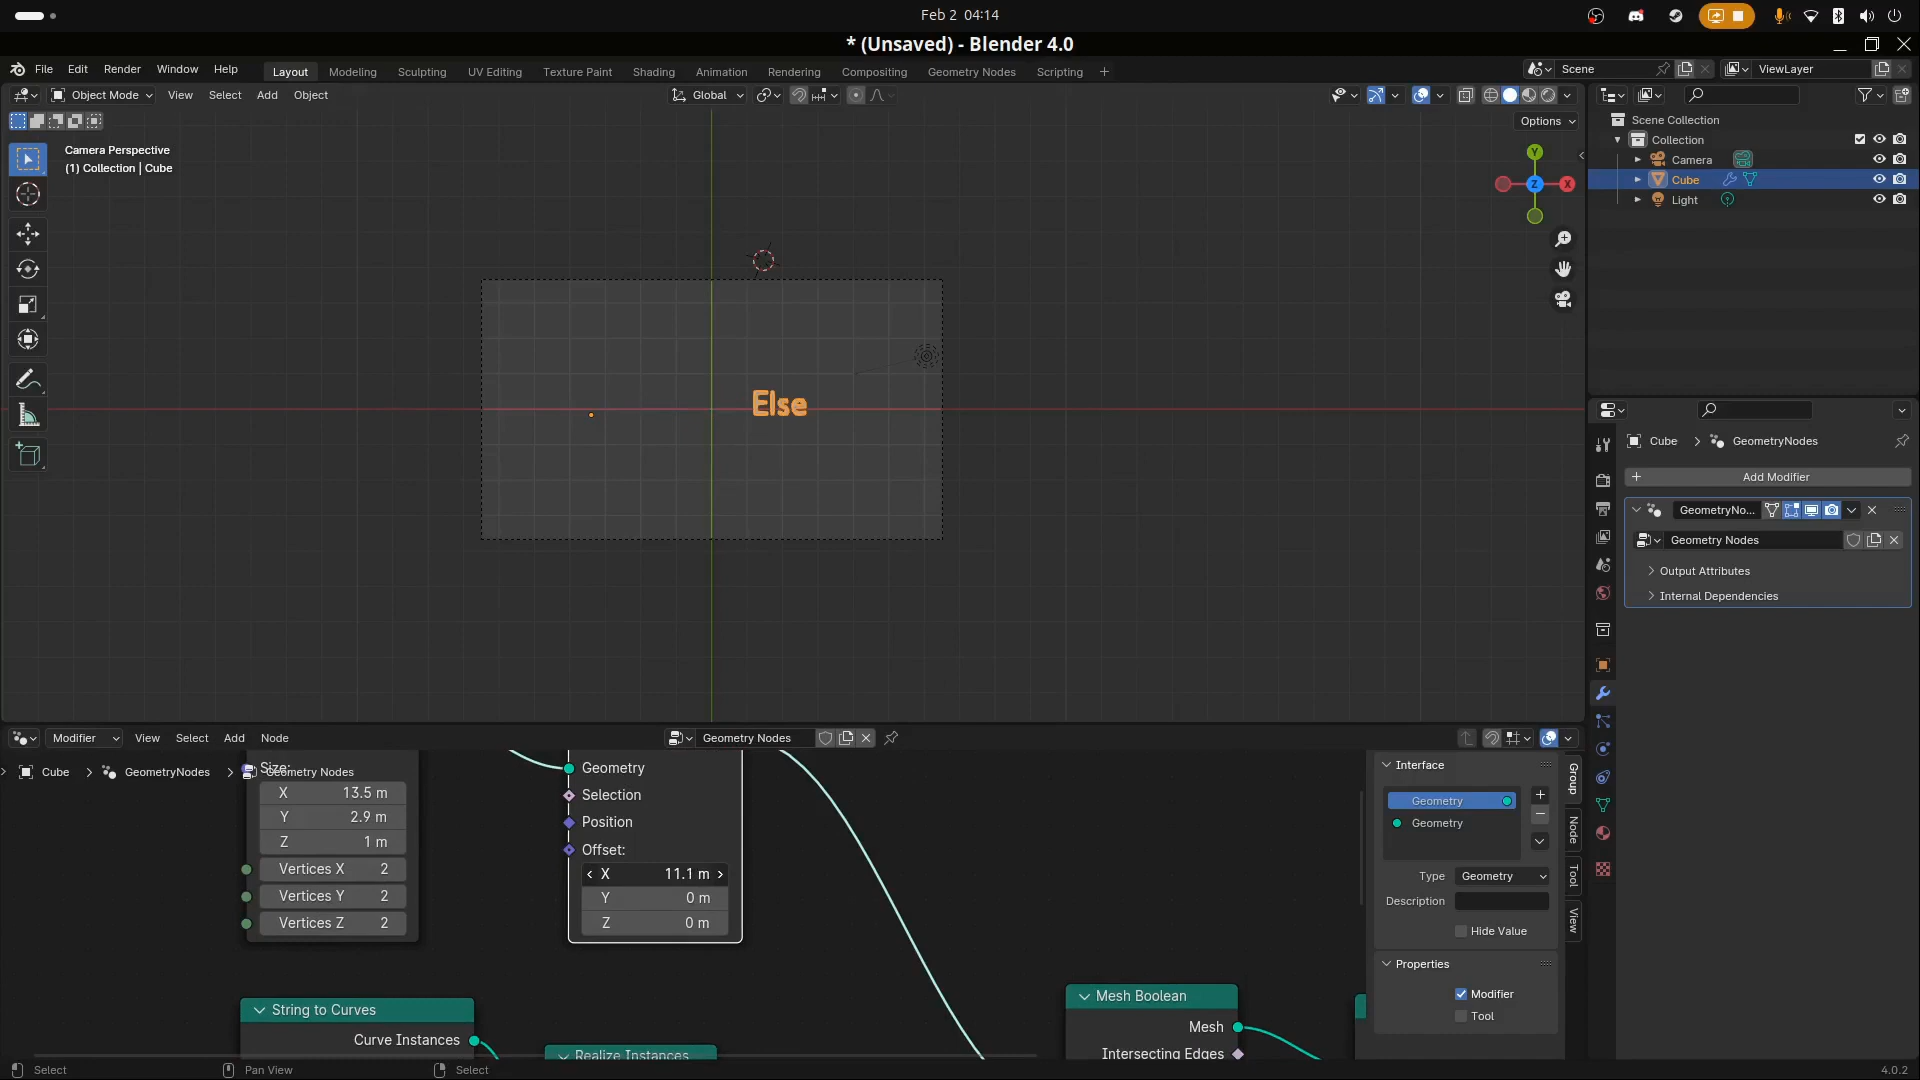 Feb 2 04:14
* (Unsaved) - Blender 4.0
File Edit Render Window Help
Layout Modeling Sculpting UV Editing Texture Paint Shading Animation Rendering Compositing Geometry Nodes Scripting +
Scene
ViewLayer
Object Mode View Select Add Object
Global
Options
Camera Perspective
(1) Collection | Cube
Y
Z
X
Else
Scene Collection
Collection
Camera
Cube
Light
Cube > GeometryNodes
+ Add Modifier
GeometryNo...
Geometry Nodes
Output Attributes
Internal Dependencies
Modifier View Select Add Node
Geometry Nodes
Cube > GeometryNodes > Geometry Nodes
Size:
X 13.5 m
Y 2.9 m
Z 1 m
Vertices X 2
Vertices Y 2
Vertices Z 2
Geometry
Selection
Position
Offset:
X 11.1 m
Y 0 m
Z 0 m
String to Curves
Curve Instances
Realize Instances
Mesh Boolean
Mesh
Intersecting Edges
Interface
Geometry
Geometry
Type Geometry
Description
Hide Value
Properties
Modifier
Tool
Group
Node
Tool
View
Select
Pan View
Select
4.0.2